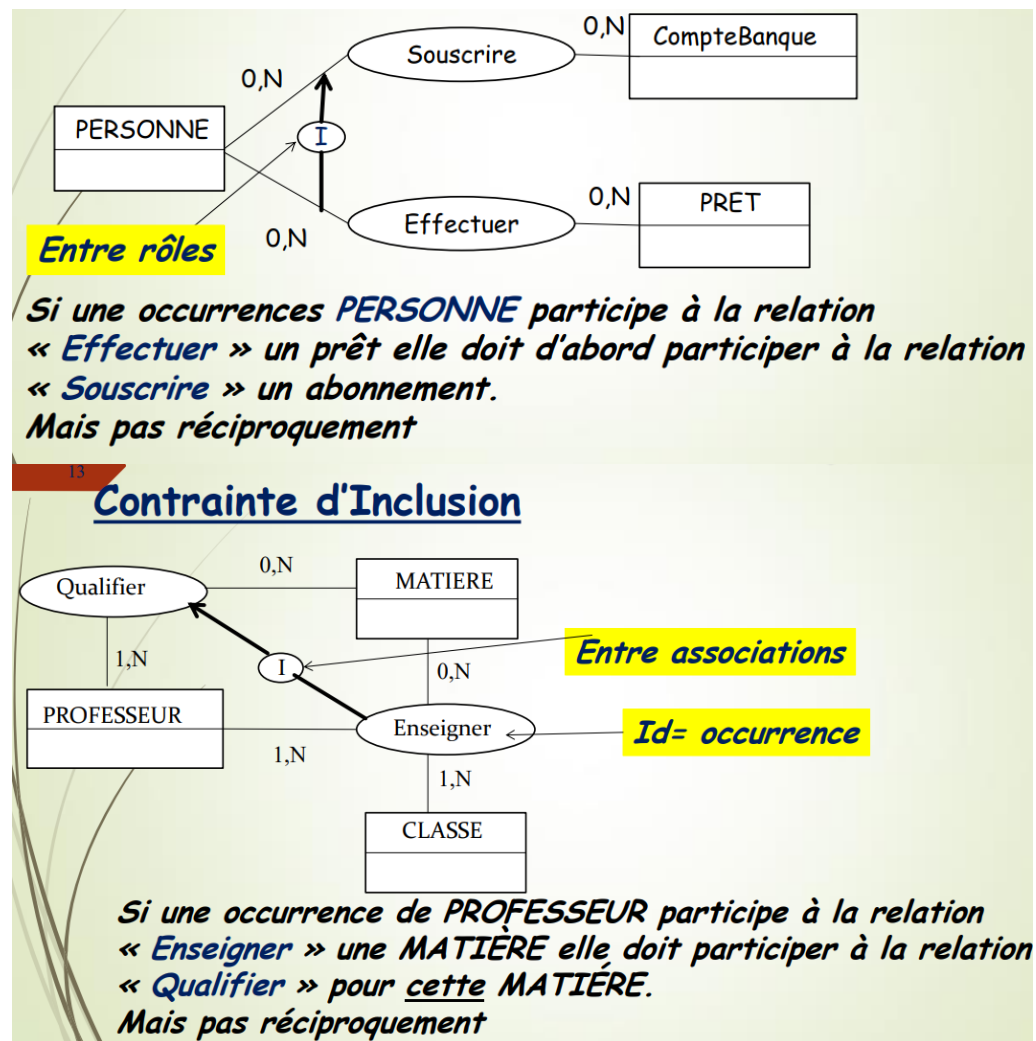 0,N
CompteBanque
Souscrire
0,N
PERSONNE
I
0,N
PRET
Effectuer
0,N
Entre rôles
Si une occurrences PERSONNE participe à la relation
« Effectuer » un prêt elle doit d'abord participer à la relation
« Souscrire » un abonnement.
Mais pas réciproquement
13
Contrainte d'Inclusion
0,N
Qualifier
MATIERE
Entre associations
1,N
I
0,N
PROFESSEUR
Enseigner
Id= occurrence
1,N
1,N
CLASSE
Si une occurrence de PROFESSEUR participe à la relation
« Enseigner » une MATIÈRE elle doit participer à la relation
« Qualifier » pour cette MATIÉRE.
Mais pas réciproquement